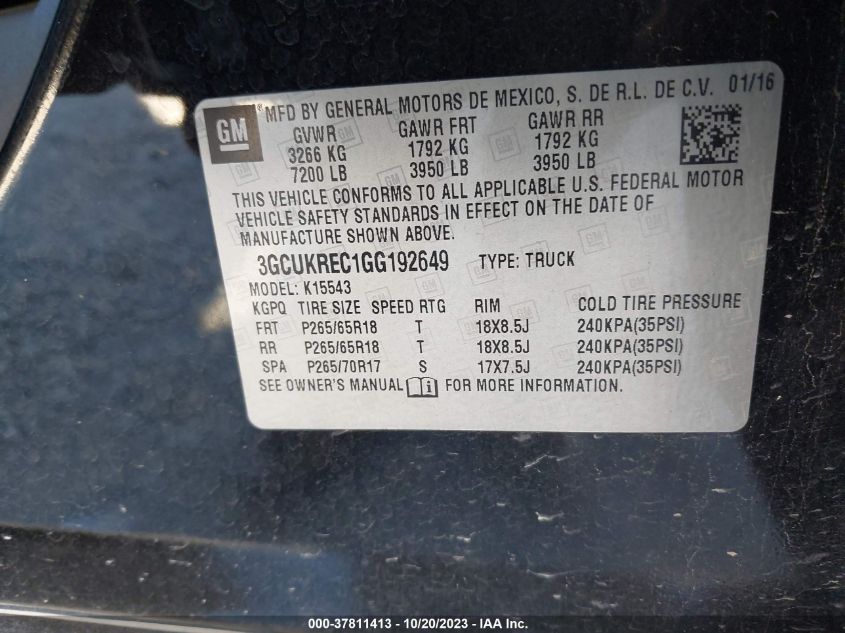 GM ® MFD BY GENERAL MOTORS DE MEXICO, S. DE R.L. DE C.V. 01/16
GVWR GAWR FRT GAWR RR
3266 KG 1792 KG 1792 KG
7200 LB 3950 LB 3950 LB
THIS VEHICLE CONFORMS TO ALL APPLICABLE U.S. FEDERAL MOTOR
VEHICLE SAFETY STANDARDS IN EFFECT ON THE DATE OF
MANUFACTURE SHOWN ABOVE.
3GCUKREC1GG192649 TYPE: TRUCK
MODEL: K15543
KGPQ TIRE SIZE SPEED RTG RIM COLD TIRE PRESSURE
FRT P265/65R18 T 18X8.5J 240KPA(35PSI)
RR P265/65R18 T 18X8.5J 240KPA(35PSI)
SPA P265/70R17 S 17X7.5J 240KPA(35PSI)
SEE OWNER'S MANUAL i FOR MORE INFORMATION.
000-37811413 - 10/20/2023 - IAA Inc.